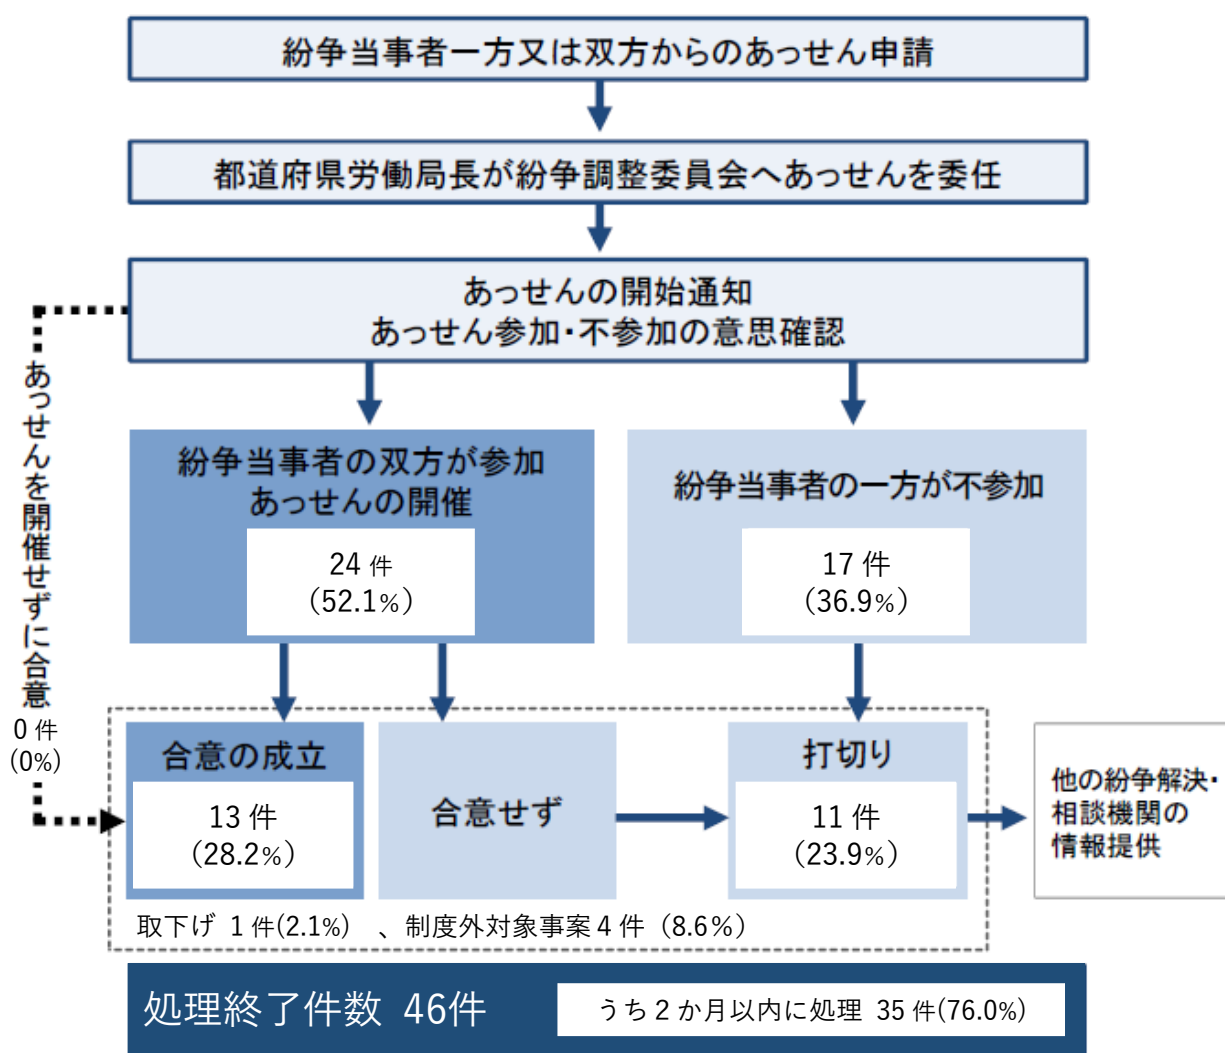 紛争当事者一方又は双方からのあっせん申請
都道府県労働局長が紛争調整委員会へあっせんを委任
あっせんの開始通知
あっせん参加・不参加の意思確認
あっせんを開催せずに合意
0 件
(0%)
紛争当事者の双方が参加
あっせんの開催
24 件
（52.1%）
紛争当事者の一方が不参加
17 件
（36.9%）
合意の成立
13 件
（28.2%）
合意せず
打切り
11 件
（23.9%）
他の紛争解決・
相談機関の
情報提供
取下げ 1 件(2.1%) 、制度外対象事案４件（8.6%）
処理終了件数 46件
うち２か月以内に処理 35 件(76.0%)